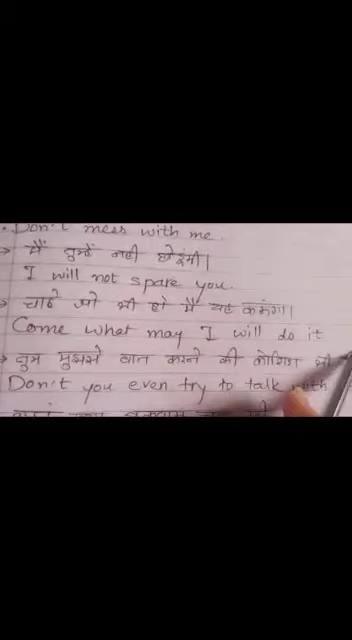 . Don't mess with me.
→ मैं तुम्हें नहीं छोडूंगी।
I will not spare you.
→ चाहे जो भी हो मैं यह करूंगा।
Come what may I will do it
→ तुम मुझसे बात करने की कोशिश भी
Don't you even try to talk with